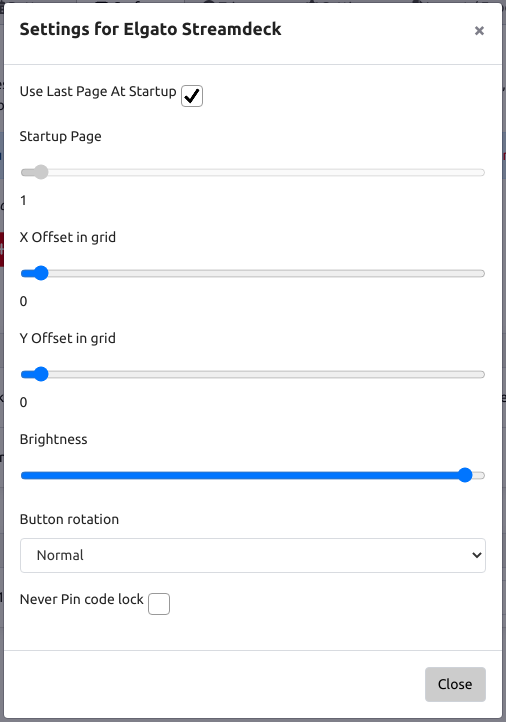 Settings for Elgato Streamdeck ×
Use Last Page At Startup
Startup Page
1
X Offset in grid
0
Y Offset in grid
0
Brightness
Button rotation
Normal
Never Pin code lock
Close